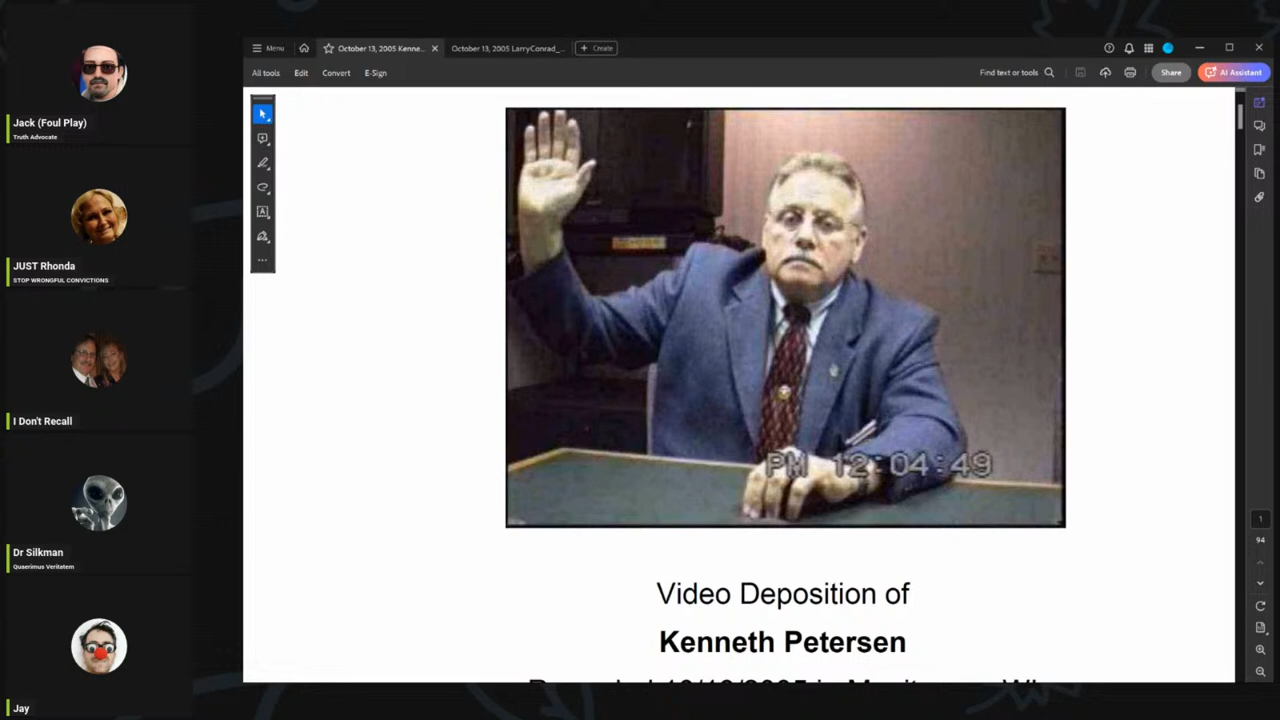 Jack (Foul Play)
Truth Advocate
JUST Rhonda
STOP WRONGFUL CONVICTIONS
I Don't Recall
Dr Silkman
Quaerimus Veritatem
Jay
Menu
October 13, 2005 Kenne...
October 13, 2005 LarryConrad_...
Create
All tools
Edit
Convert
E-Sign
Find text or tools
Share
AI Assistant
PM 12:04:49
Video Deposition of
Kenneth Petersen
1
94